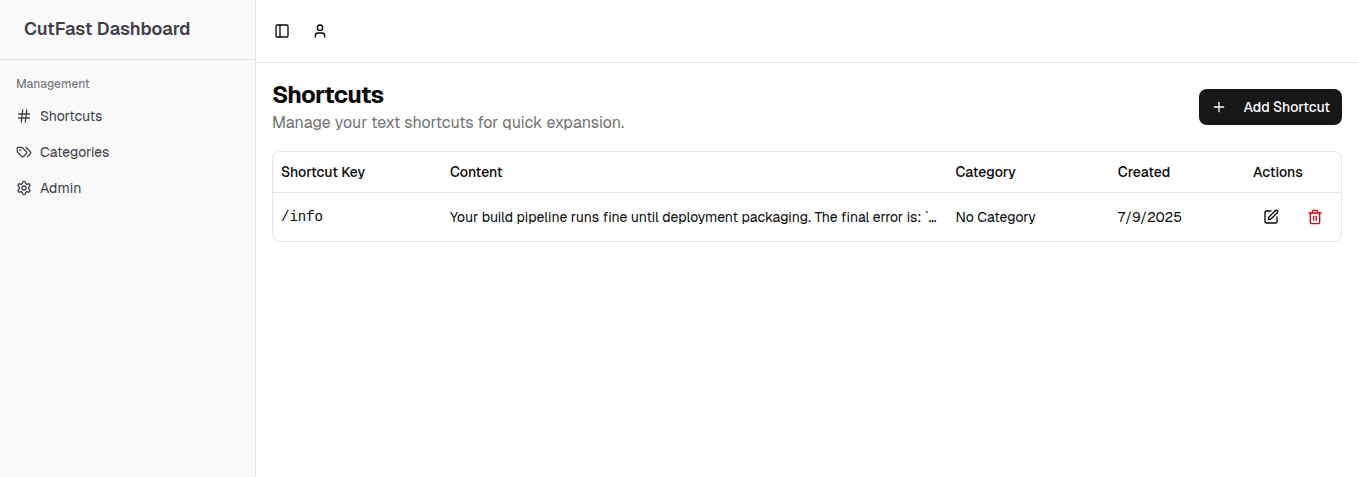 CutFast Dashboard
Management
Shortcuts
Categories
Admin
Shortcuts
Manage your text shortcuts for quick expansion.
Add Shortcut
Shortcut Key Content Category Created Actions
/info Your build pipeline runs fine until deployment packaging. The final error is: `... No Category 7/9/2025